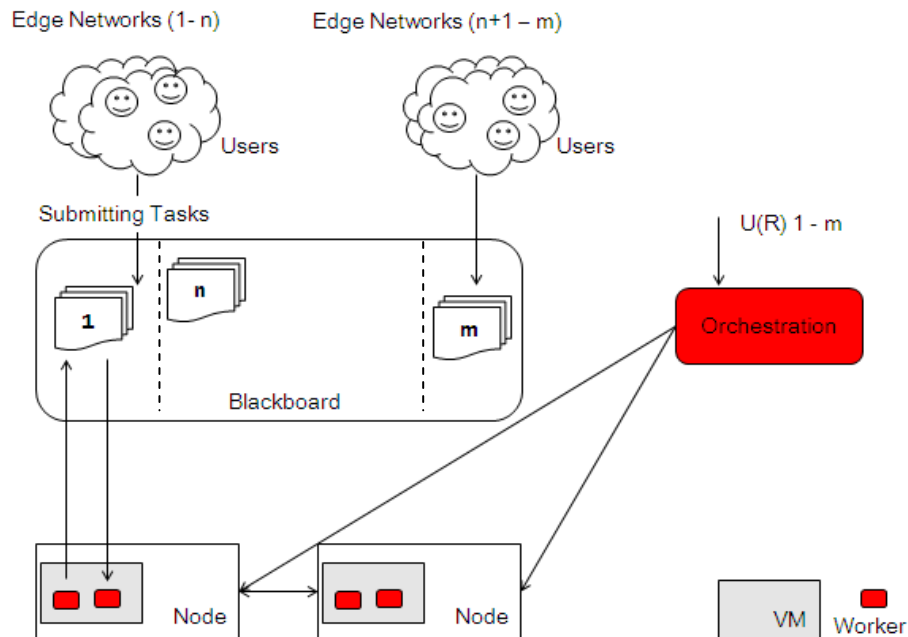 Edge Networks (1- n)
Edge Networks (n+1 – m)
Users
Users
Submitting Tasks
U(R) 1 - m
1
n
m
Orchestration
Blackboard
Node
Node
VM
Worker